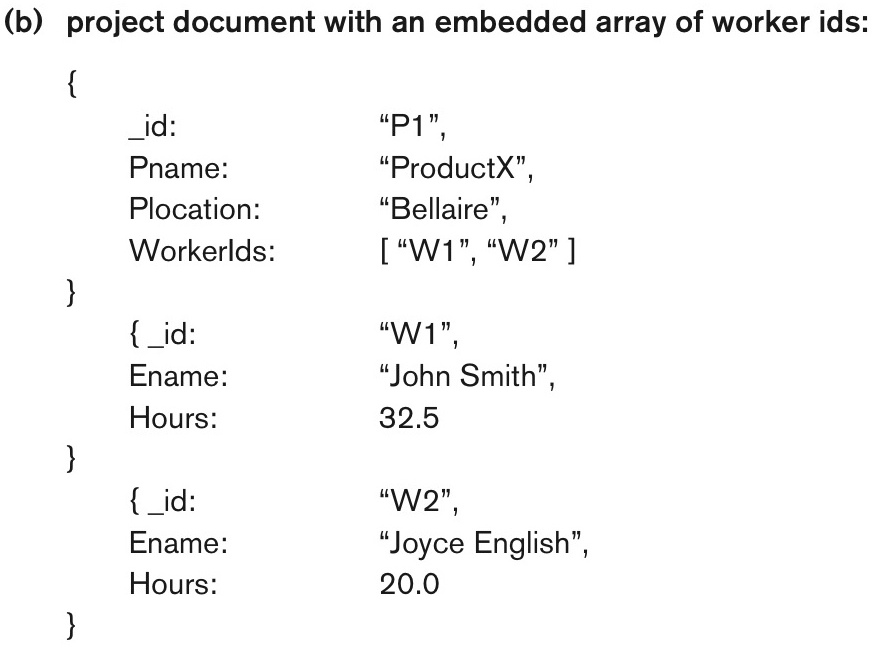 (b) project document with an embedded array of worker ids:
{
_id: “P1”,
Pname: “ProductX”,
Plocation: “Bellaire”,
WorkerIds: [ “W1”, “W2” ]
}
{ _id: “W1”,
Ename: “John Smith”,
Hours: 32.5
}
{ _id: “W2”,
Ename: “Joyce English”,
Hours: 20.0
}